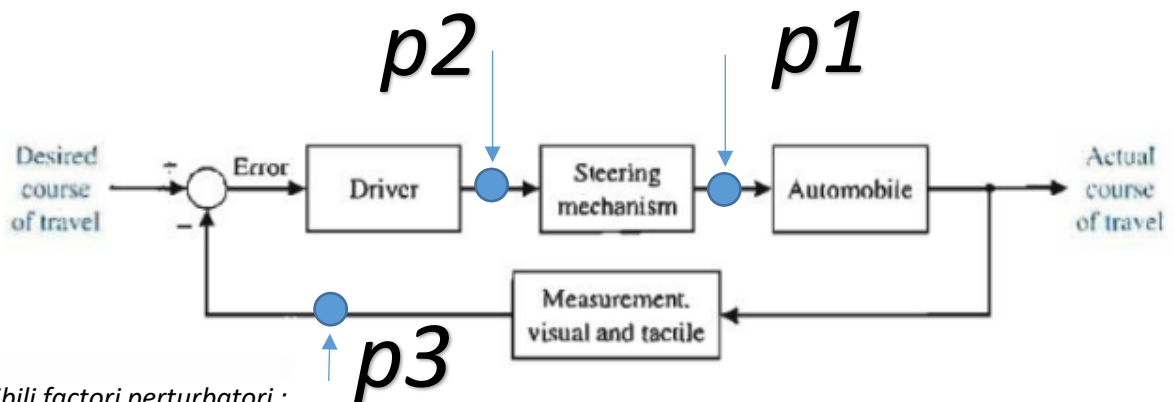 p2
p1
Desired
course
of travel
+
Error
Driver
Steering
mechanism
Automobile
Actual
course
of travel
−
Measurement,
visual and tactile
p3
factori perturbatori :